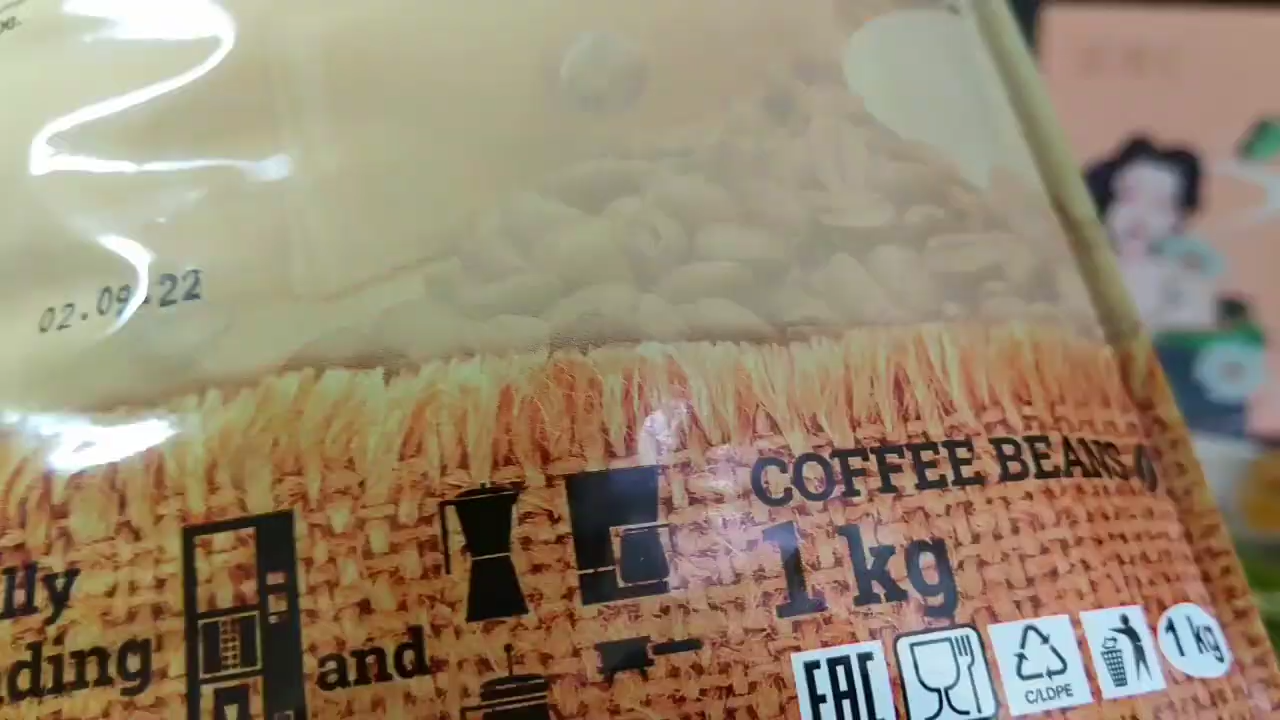 02.09.22
COFFEE BEANS
1 kg
lly
ding
and
EAC
C/LDPE
1 kg